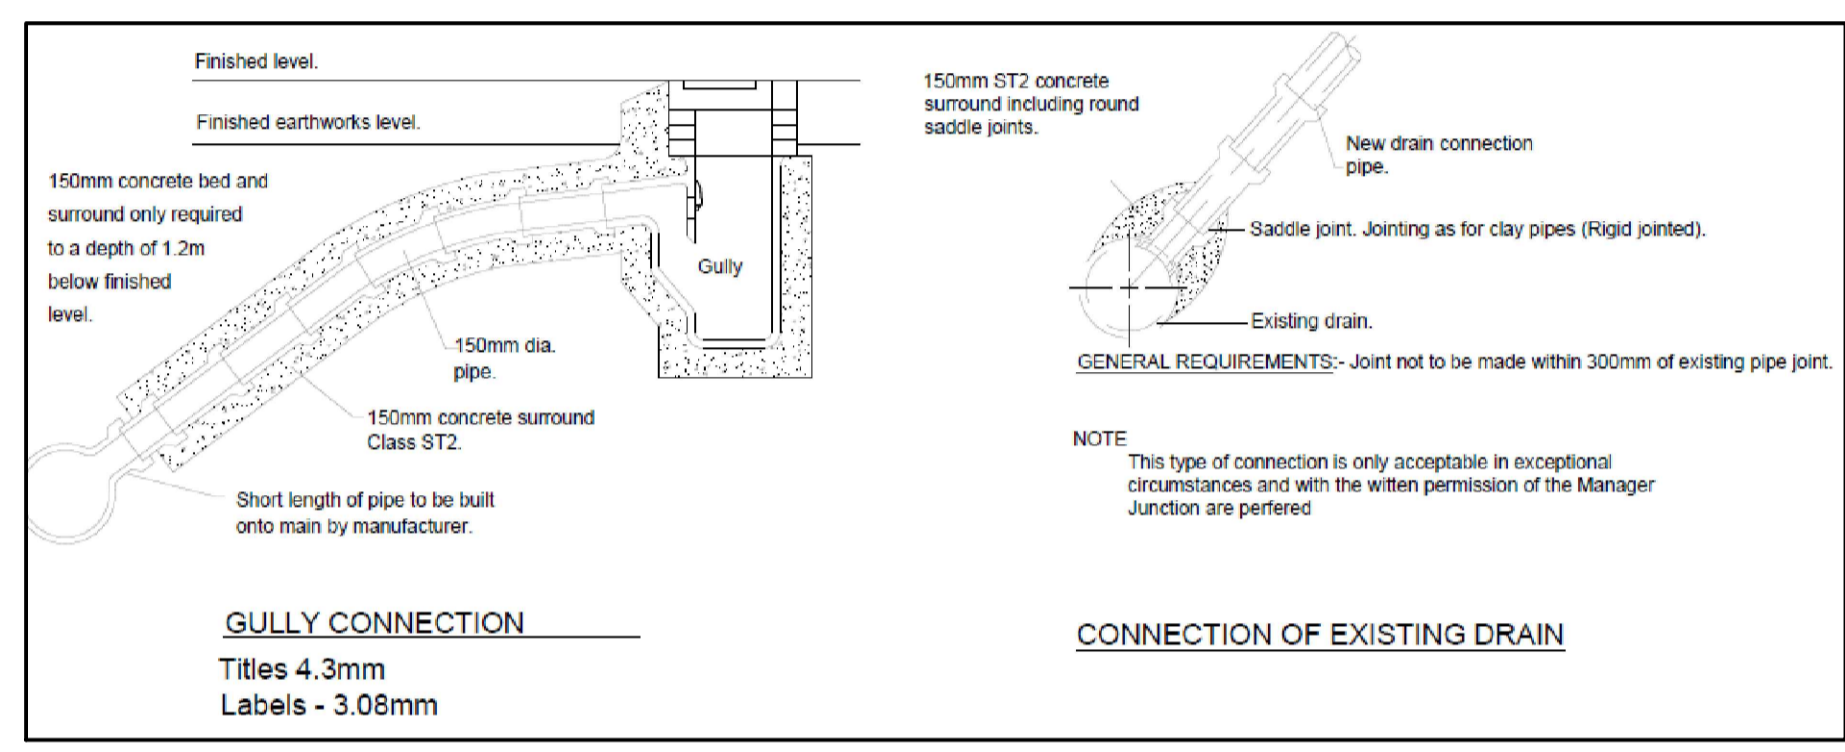 Finished level.
Finished earthworks level.
150mm concrete bed and
surround only required
to a depth of 1.2m
below finished
level.
Gully
150mm dia.
pipe.
150mm concrete surround
Class ST2.
Short length of pipe to be built
onto main by manufacturer.
GULLY CONNECTION
Titles 4.3mm
Labels - 3.08mm
150mm ST2 concrete
surround including round
saddle joints.
New drain connection
pipe.
Saddle joint. Jointing as for clay pipes (Rigid jointed).
Existing drain.
GENERAL REQUIREMENTS:- Joint not to be made within 300mm of existing pipe joint.
NOTE
This type of connection is only acceptable in exceptional
circumstances and with the witten permission of the Manager
Junction are perfered
CONNECTION OF EXISTING DRAIN